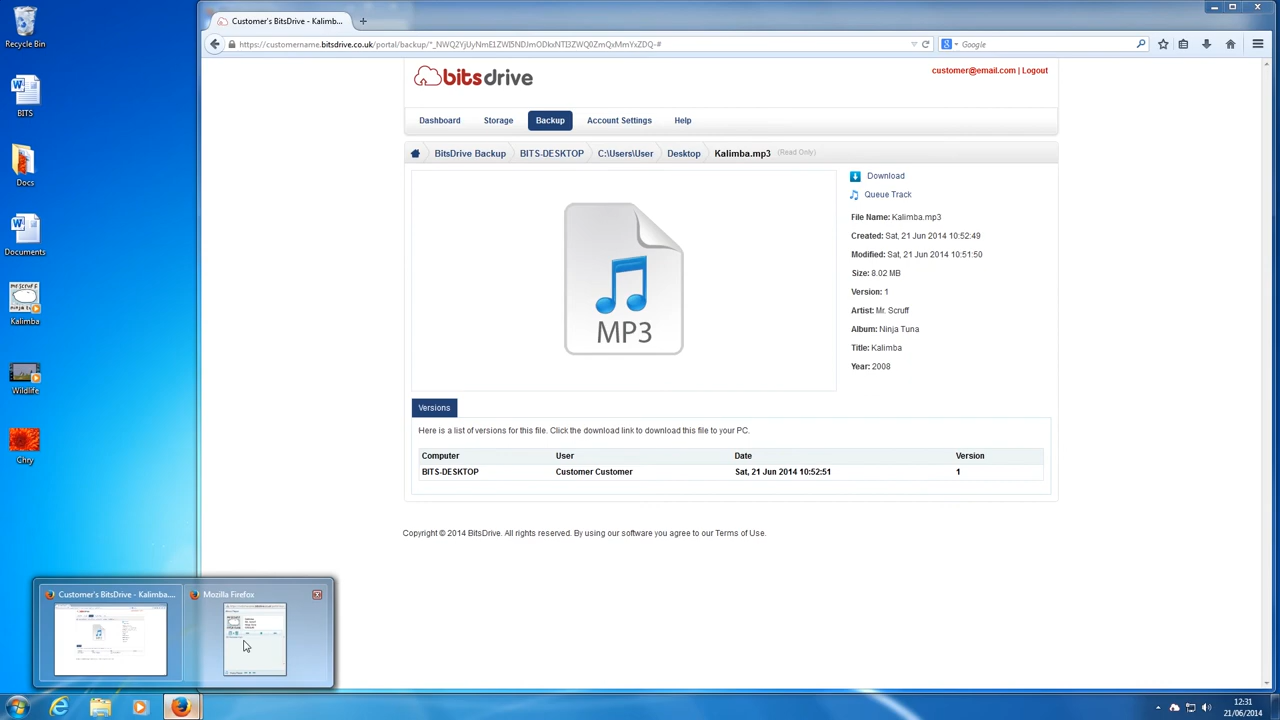 Recycle Bin
BITS
Docs
Documents
Kalimba
Wildlife
Chry
Customer's BitsDrive - Kalimb...
https://customername.bitsdrive.co.uk/portal/backup/
Google
bitsdrive
customer@email.com | Logout
Dashboard Storage Backup Account Settings Help
BitsDrive Backup BITS-DESKTOP C:\Users\User Desktop Kalimba.mp3 (Read Only)
MP3
Download
Queue Track
File Name: Kalimba.mp3
Created: Sat, 21 Jun 2014 10:52:49
Modified: Sat, 21 Jun 2014 10:51:50
Size: 8.02 MB
Version: 1
Artist: Mr. Scruff
Album: Ninja Tuna
Title: Kalimba
Year: 2008
Versions
Here is a list of versions for this file. Click the download link to download this file to your PC.
Computer User Date Version
BITS-DESKTOP Customer Customer Sat, 21 Jun 2014 10:52:51 1
Copyright © 2014 BitsDrive. All rights reserved. By using our software you agree to our Terms of Use.
Customer's BitsDrive - Kalimba....
Mozilla Firefox
12:31
21/06/2014